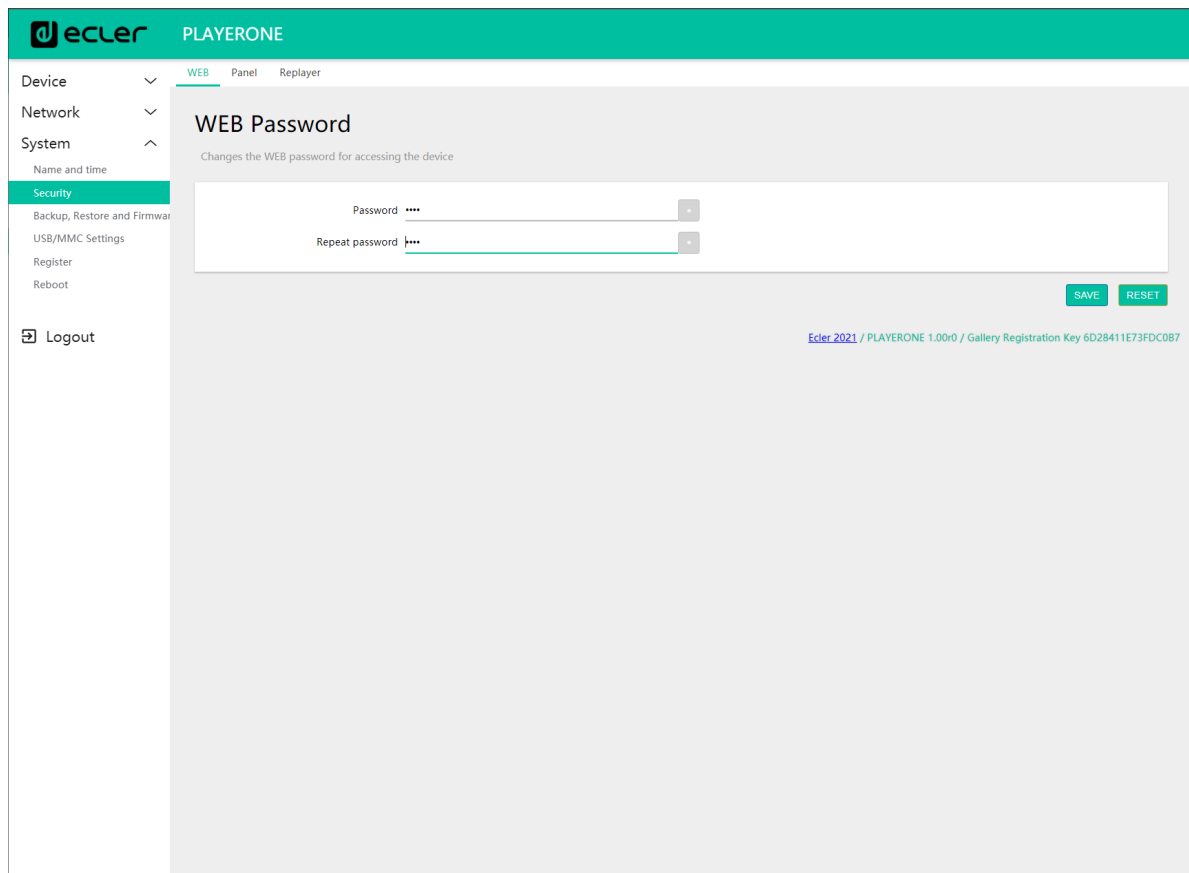 ecler PLAYERONE
WEB Panel Replayer
Device
Network
System
Name and time
Security
Backup, Restore and Firmwar
USB/MMC Settings
Register
Reboot
Logout
WEB Password
Changes the WEB password for accessing the device
Password ••••
Repeat password ••••
SAVE RESET
Ecler 2021 / PLAYERONE 1.00r0 / Gallery Registration Key 6D28411E73FDC0B7